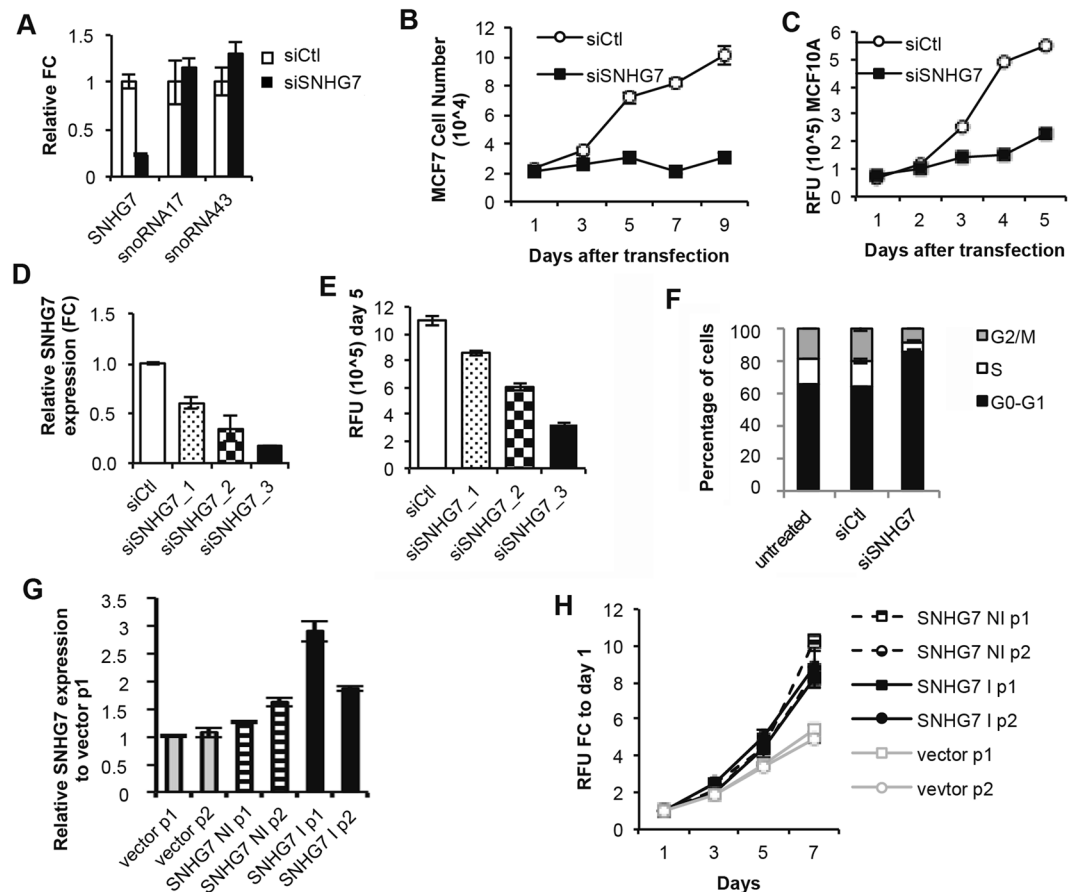 A
Relative FC
1.5
1
0.5
0
SNHG7
snoRNA17
snoRNA43
siCtl
siSNHG7
B
MCF7 Cell Number
(10^4)
12
10
8
6
4
2
0
siCtl
siSNHG7
1 3 5 7 9
Days after transfection
C
RFU (10^5) MCF10A
6
5
4
3
2
1
0
siCtl
siSNHG7
1 2 3 4 5
Days after transfection
D
Relative SNHG7
expression (FC)
1.5
1.0
0.5
0.0
siCtl
siSNHG7_1
siSNHG7_2
siSNHG7_3
E
RFU (10^5) day 5
12
10
8
6
4
2
0
siCtl
siSNHG7_1
siSNHG7_2
siSNHG7_3
F
Percentage of cells
100
80
60
40
20
0
untreated
siCtl
siSNHG7
G2/M
S
G0-G1
G
Relative SNHG7 expression
to vector p1
3.5
3
2.5
2
1.5
1
0.5
0
vector p1
vector p2
SNHG7 NI p1
SNHG7 NI p2
SNHG7 I p1
SNHG7 I p2
H
RFU FC to day 1
12
10
8
6
4
2
0
1 3 5 7
Days
SNHG7 NI p1
SNHG7 NI p2
SNHG7 I p1
SNHG7 I p2
vector p1
vevtor p2